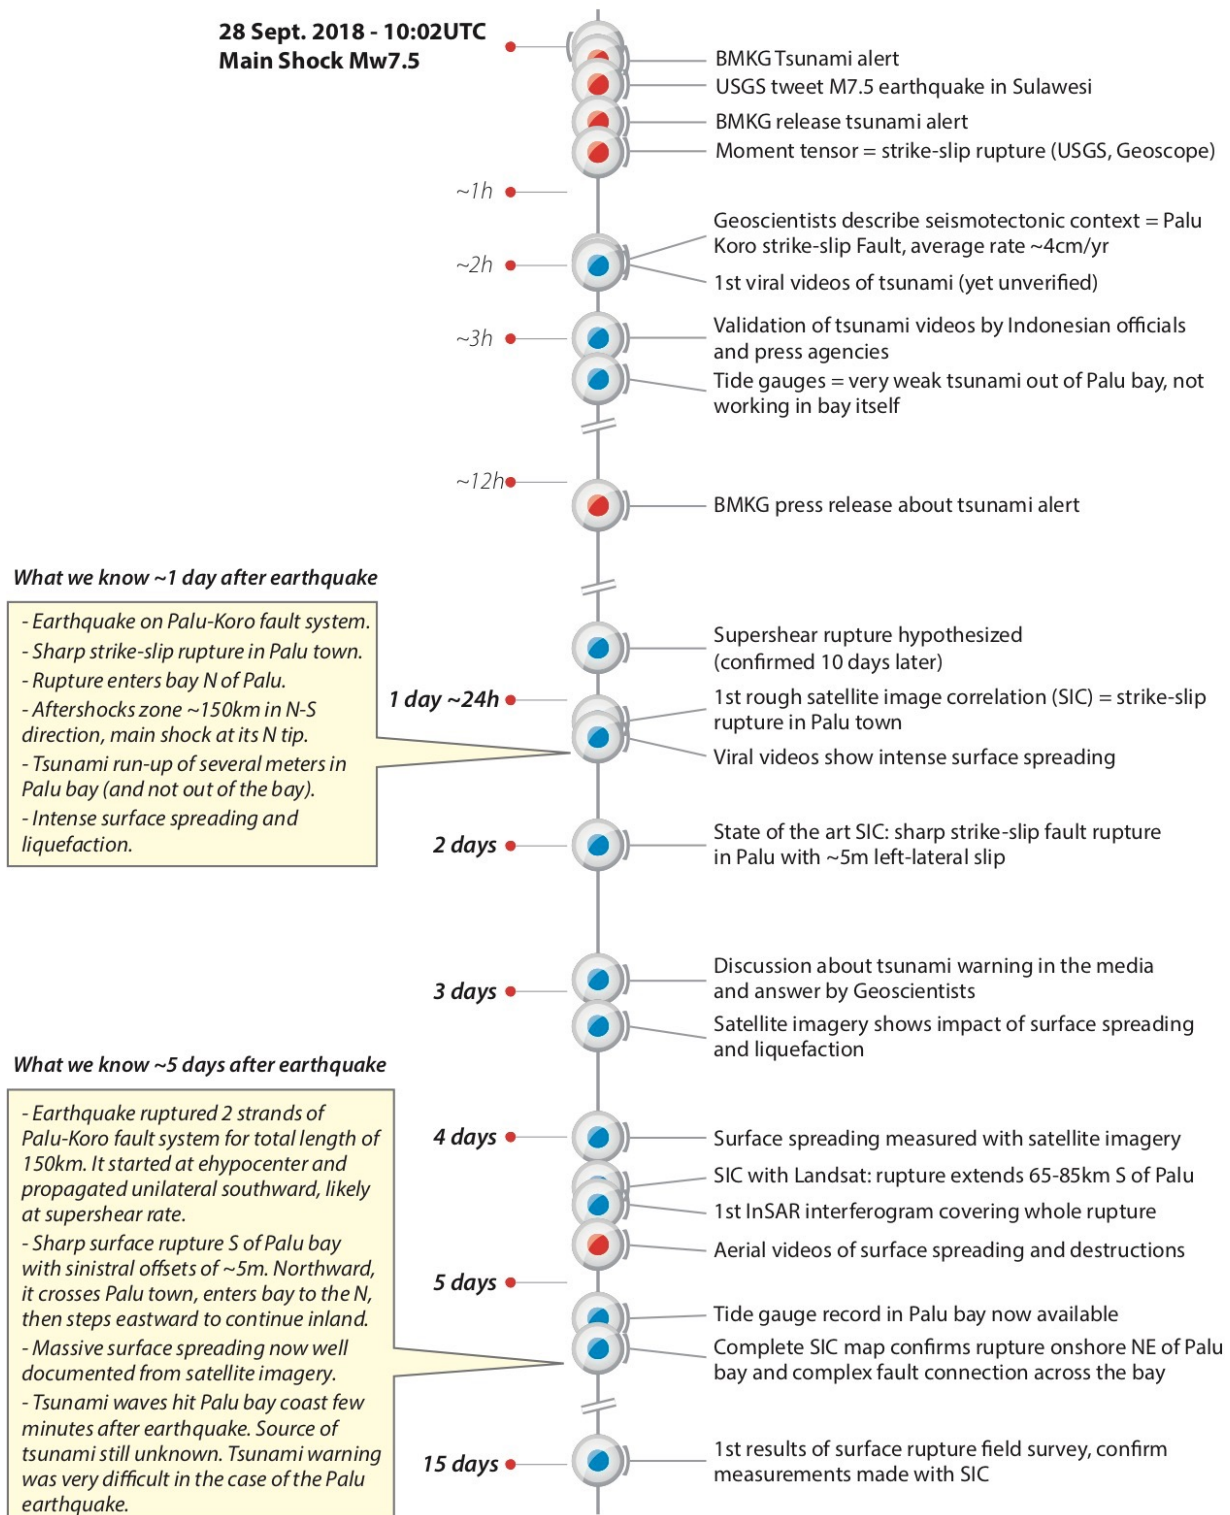 28 Sept. 2018 - 10:02UTC
Main Shock Mw7.5
BMKG Tsunami alert
USGS tweet M7.5 earthquake in Sulawesi
BMKG release tsunami alert
Moment tensor = strike-slip rupture (USGS, Geoscope)
~1h
Geoscientists describe seismotectonic context = Palu
Koro strike-slip Fault, average rate ~4cm/yr
~2h
1st viral videos of tsunami (yet unverified)
~3h
Validation of tsunami videos by Indonesian officials
and press agencies
Tide gauges = very weak tsunami out of Palu bay, not
working in bay itself
~12h
BMKG press release about tsunami alert
What we know ~1 day after earthquake
- Earthquake on Palu-Koro fault system.
- Sharp strike-slip rupture in Palu town.
- Rupture enters bay N of Palu.
- Aftershocks zone ~150km in N-S
direction, main shock at its N tip.
- Tsunami run-up of several meters in
Palu bay (and not out of the bay).
- Intense surface spreading and
liquefaction.
Supershear rupture hypothesized
(confirmed 10 days later)
1 day ~24h
1st rough satellite image correlation (SIC) = strike-slip
rupture in Palu town
Viral videos show intense surface spreading
2 days
State of the art SIC: sharp strike-slip fault rupture
in Palu with ~5m left-lateral slip
3 days
Discussion about tsunami warning in the media
and answer by Geoscientists
Satellite imagery shows impact of surface spreading
and liquefaction
What we know ~5 days after earthquake
- Earthquake ruptured 2 strands of
Palu-Koro fault system for total length of
150km. It started at ehypocenter and
propagated unilateral southward, likely
at supershear rate.
- Sharp surface rupture S of Palu bay
with sinistral offsets of ~5m. Northward,
it crosses Palu town, enters bay to the N,
then steps eastward to continue inland.
- Massive surface spreading now well
documented from satellite imagery.
- Tsunami waves hit Palu bay coast few
minutes after earthquake. Source of
tsunami still unknown. Tsunami warning
was very difficult in the case of the Palu
earthquake.
4 days
Surface spreading measured with satellite imagery
SIC with Landsat: rupture extends 65-85km S of Palu
1st InSAR interferogram covering whole rupture
Aerial videos of surface spreading and destructions
5 days
Tide gauge record in Palu bay now available
Complete SIC map confirms rupture onshore NE of Palu
bay and complex fault connection across the bay
15 days
1st results of surface rupture field survey, confirm
measurements made with SIC